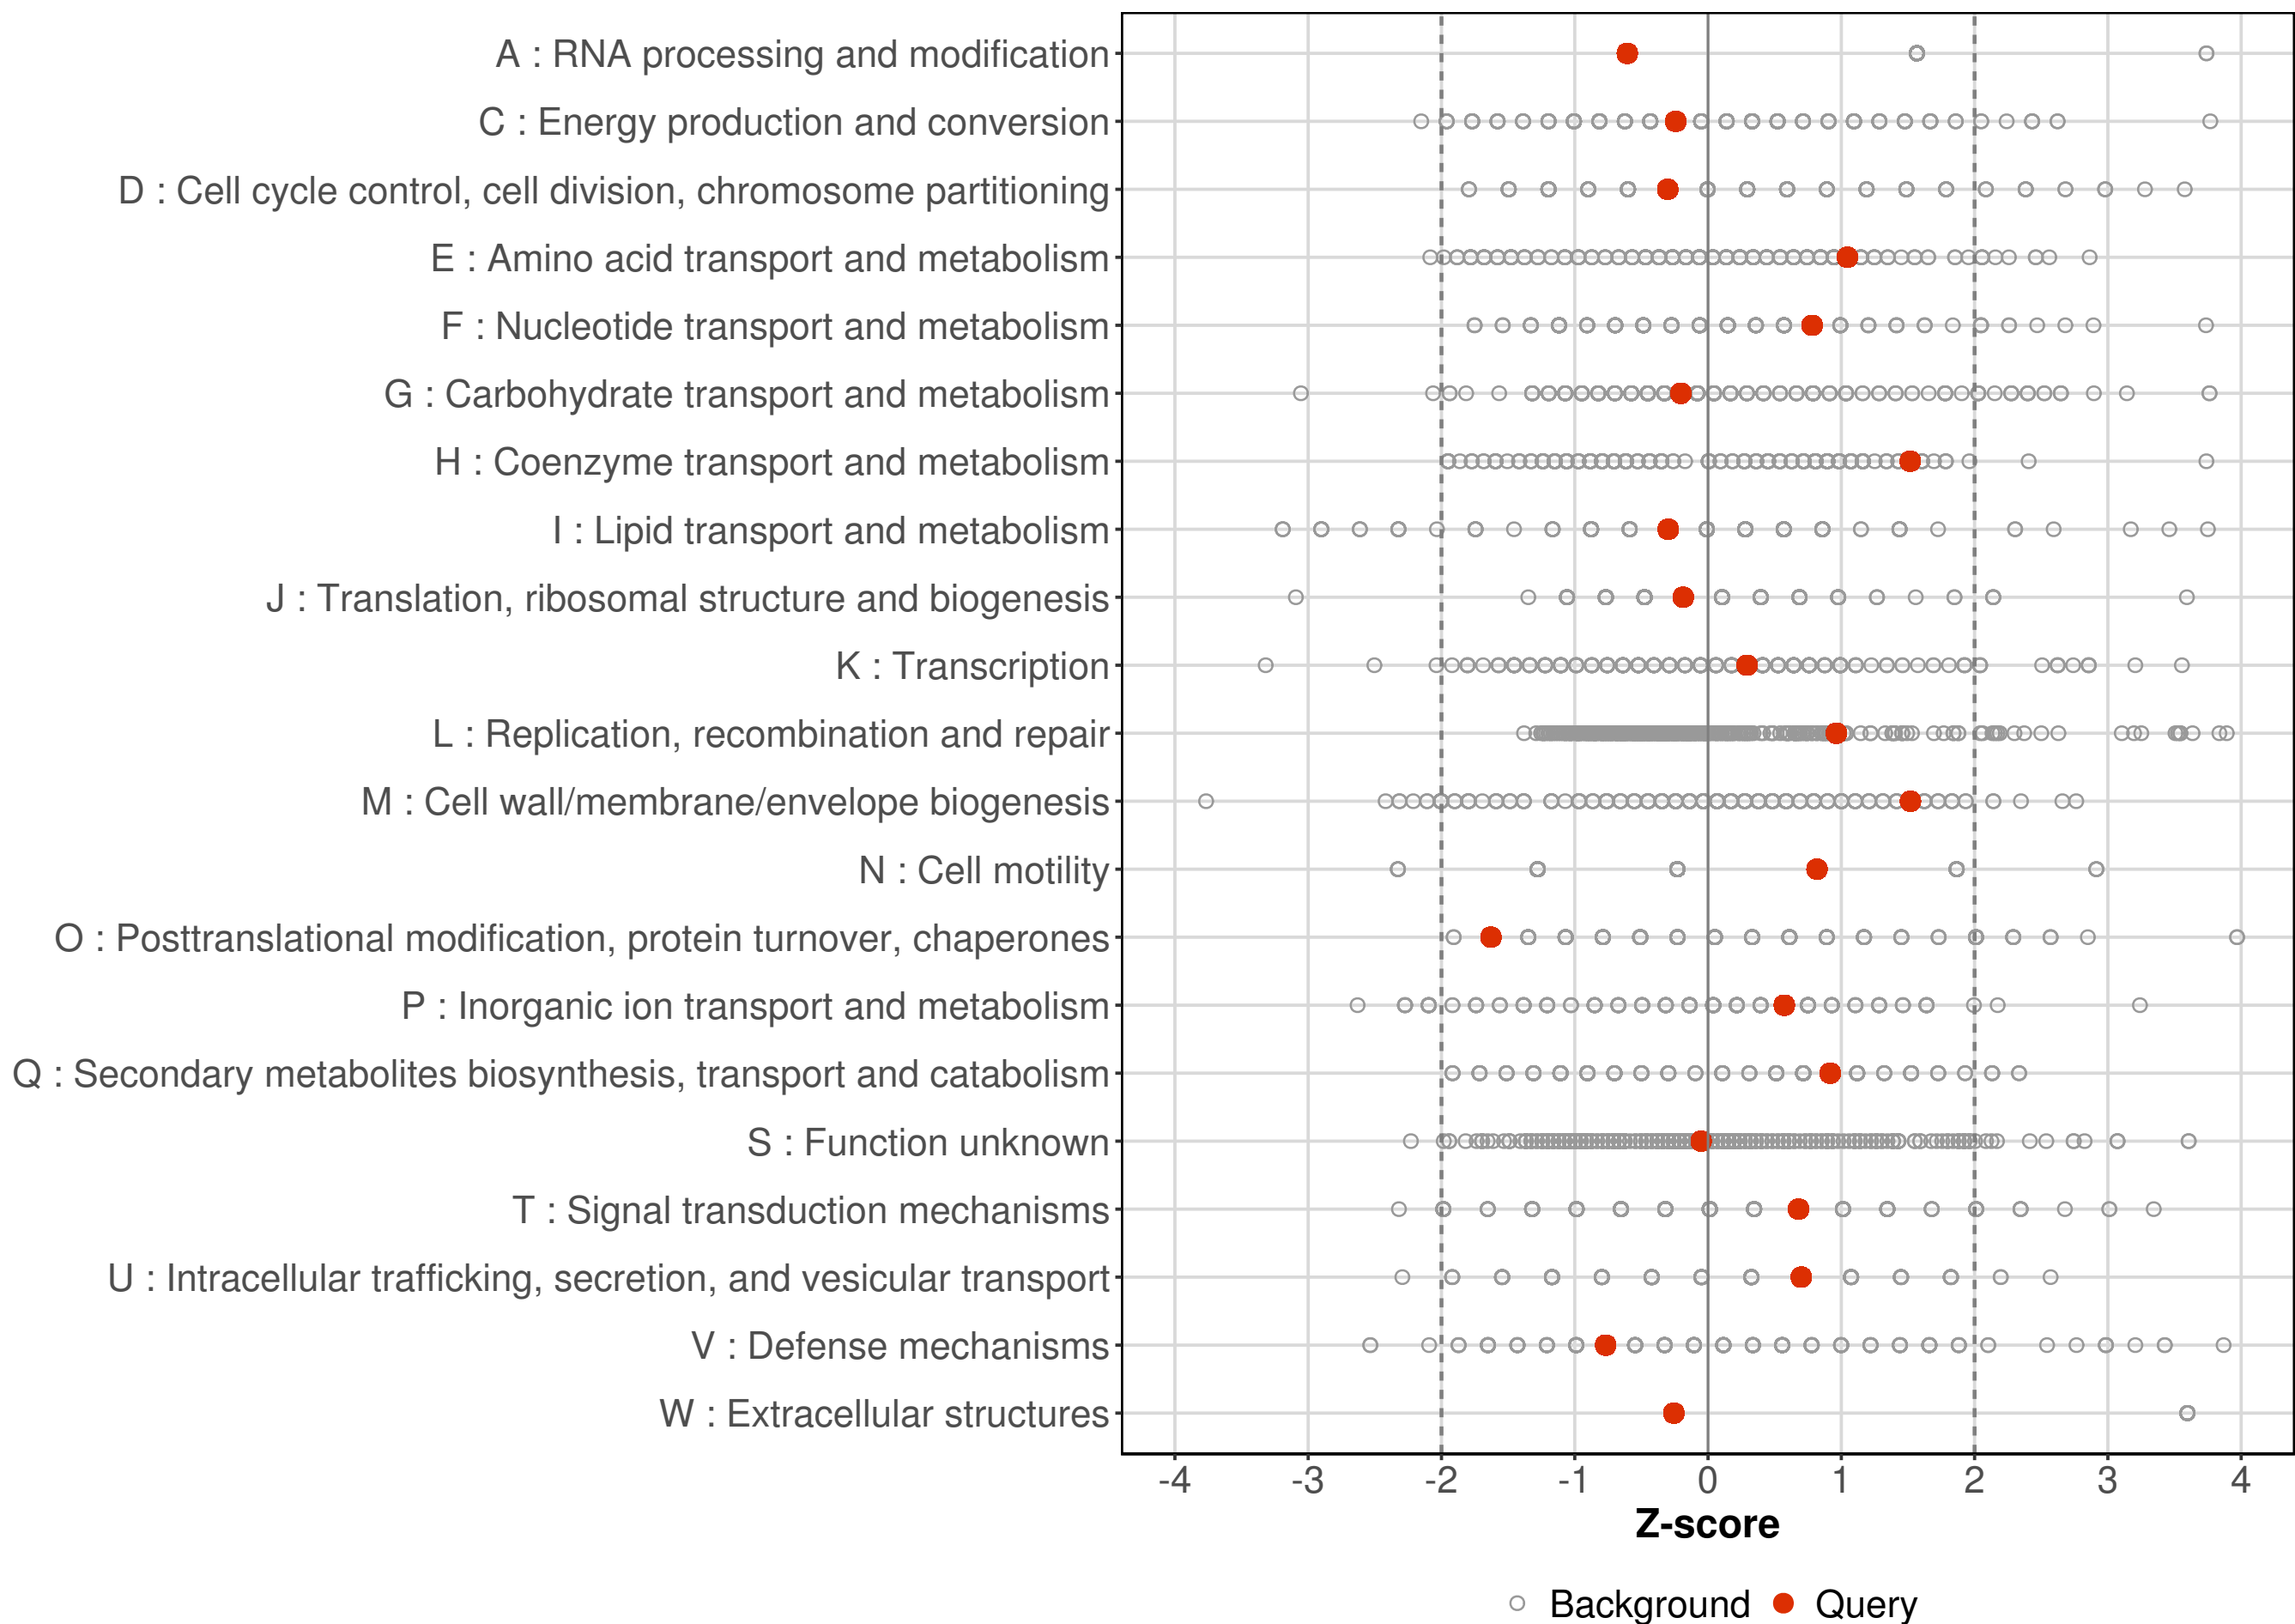 A : RNA processing and modification
C : Energy production and conversion
D : Cell cycle control, cell division, chromosome partitioning
E : Amino acid transport and metabolism
F : Nucleotide transport and metabolism
G : Carbohydrate transport and metabolism
H : Coenzyme transport and metabolism
I : Lipid transport and metabolism
J : Translation, ribosomal structure and biogenesis
K : Transcription
L : Replication, recombination and repair
M : Cell wall/membrane/envelope biogenesis
N : Cell motility
O : Posttranslational modification, protein turnover, chaperones
P : Inorganic ion transport and metabolism
Q : Secondary metabolites biosynthesis, transport and catabolism
S : Function unknown
T : Signal transduction mechanisms
U : Intracellular trafficking, secretion, and vesicular transport
V : Defense mechanisms
W : Extracellular structures
-4 -3 -2 -1 0 1 2 3 4
Z-score
Background Query